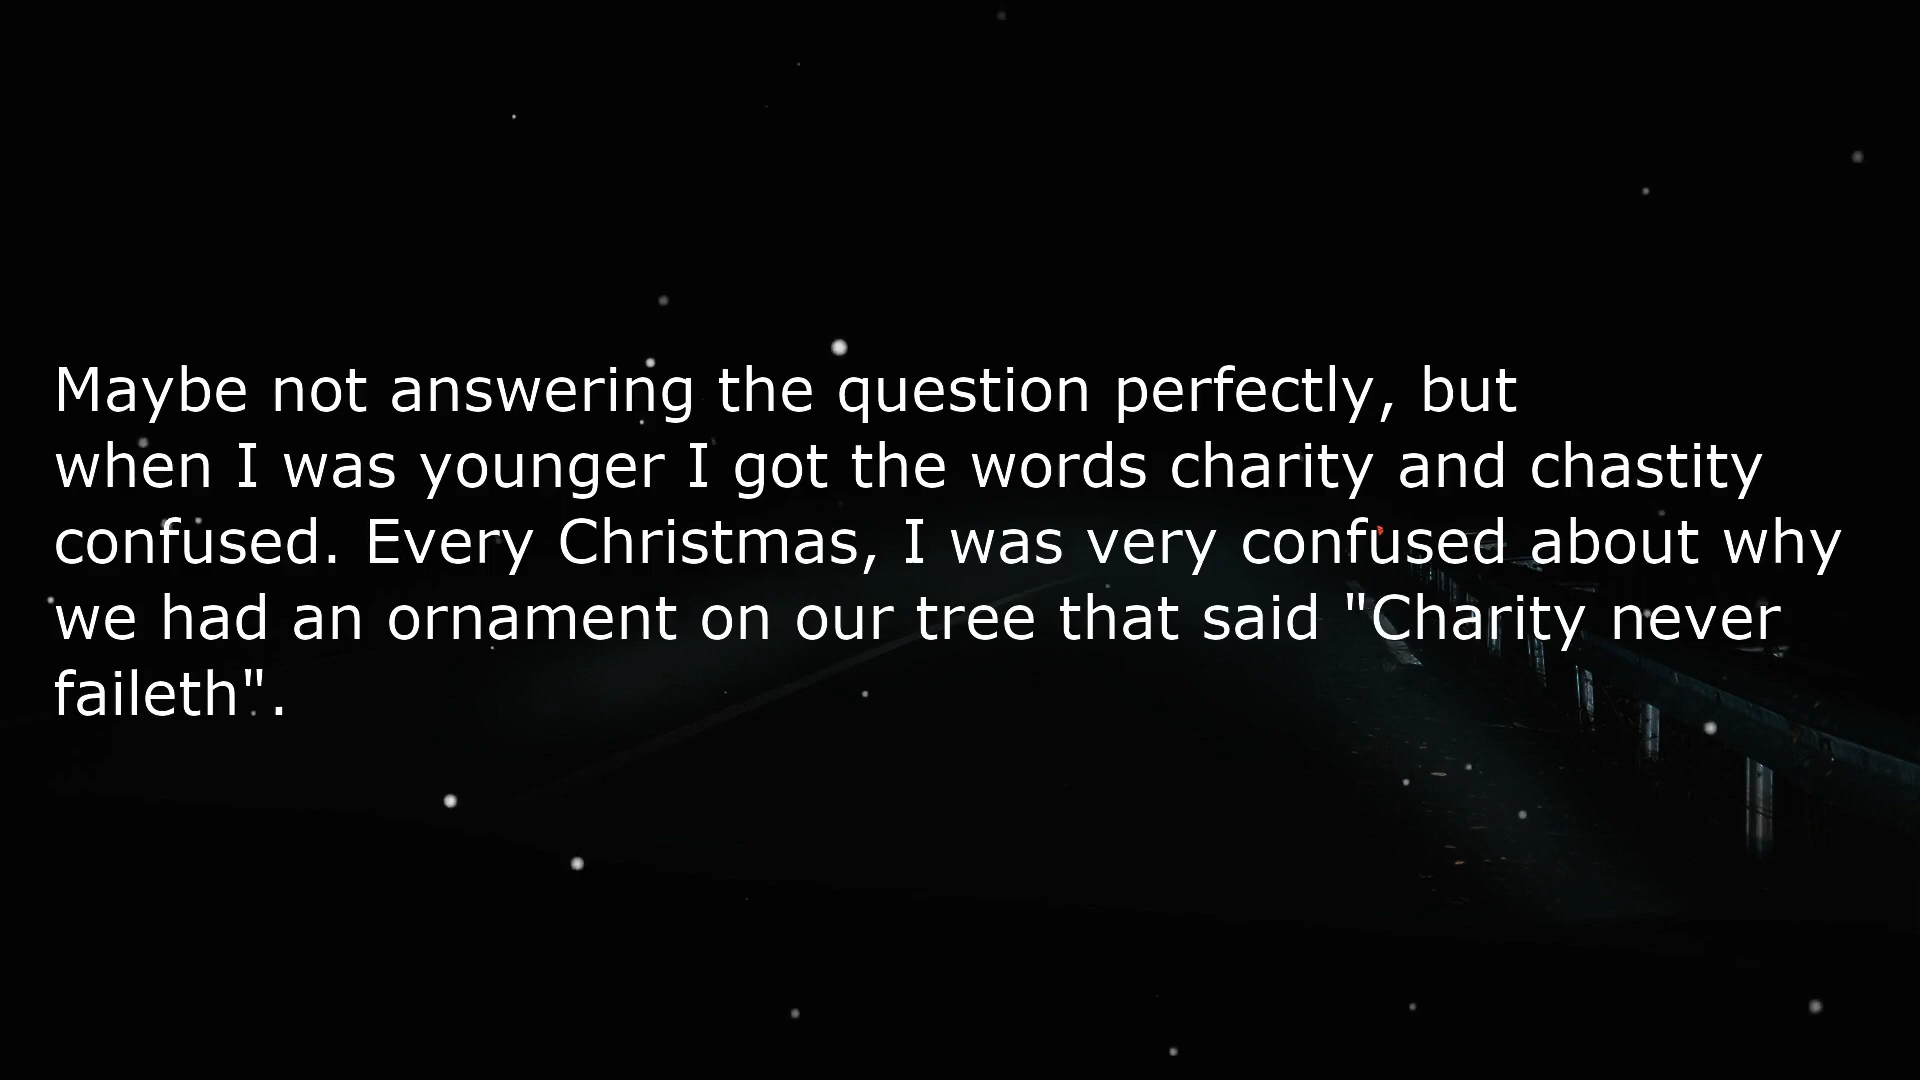 Maybe not answering the question perfectly, but
when I was younger I got the words charity and chastity
confused. Every Christmas, I was very confused about why
we had an ornament on our tree that said "Charity never
faileth".